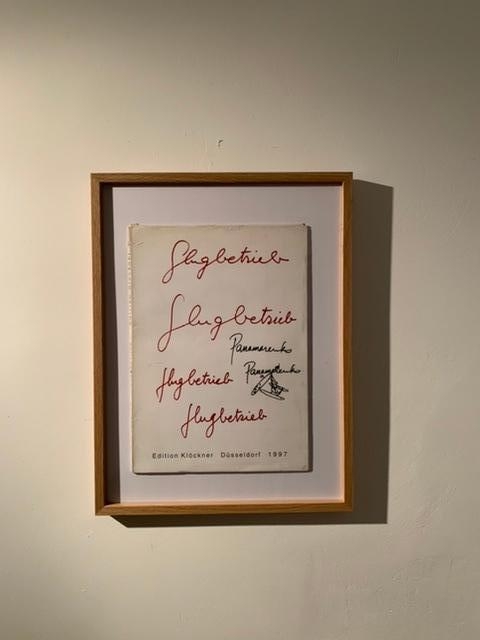 flugbetrieb
flugbetrieb
Panamarenko
flugbetrieb
Panamarenko
flugbetrieb
Edition Klöckner Düsseldorf 1997